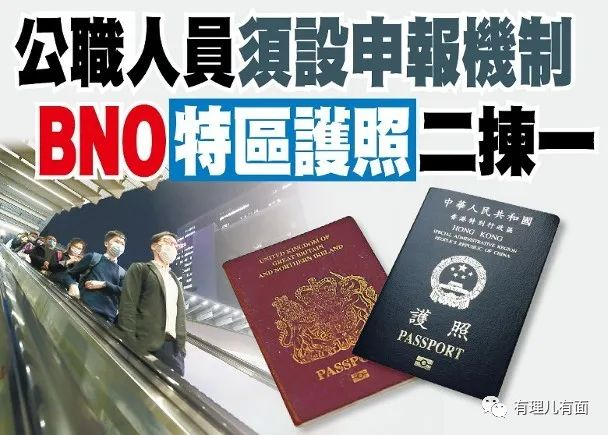 公職人員須設申報機制
BNO特區護照二揀一
UNITED KINGDOM OF
GREAT BRITAIN
AND NORTHERN IRELAND
PASSPORT
中華人民共和國
香港特別行政區
HONG KONG
SPECIAL ADMINISTRATIVE REGION
PEOPLE'S REPUBLIC OF CHINA
護照
PASSPORT
有理儿有面